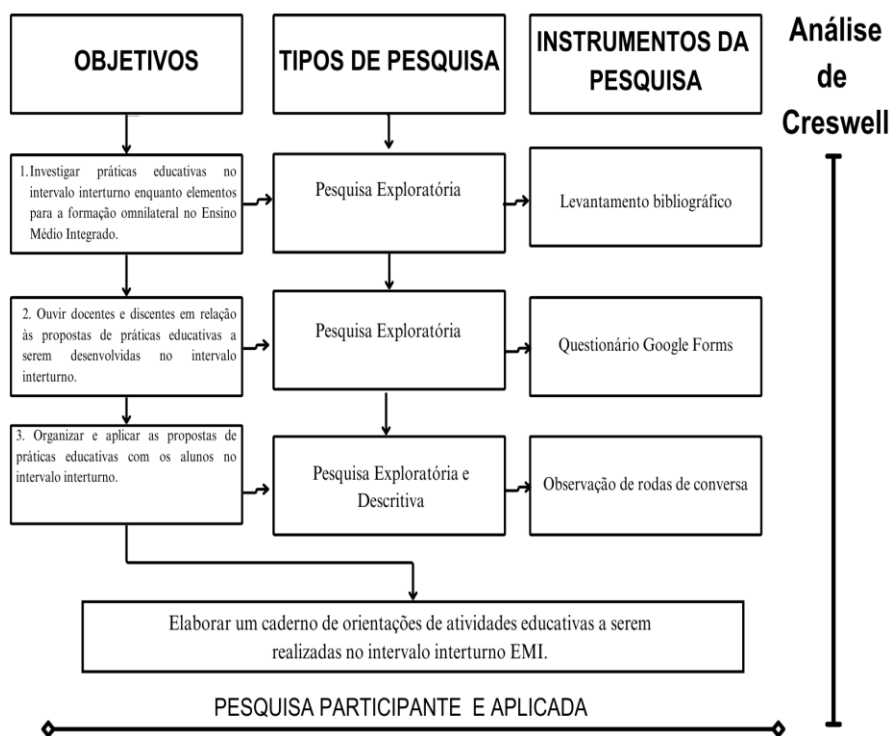 OBJETIVOS
TIPOS DE PESQUISA
INSTRUMENTOS DA
PESQUISA
Análise
de
Creswell
1. Investigar práticas educativas no
intervalo interturno enquanto elementos
para a formação omnilateral no Ensino
Médio Integrado.
Pesquisa Exploratória
Levantamento bibliográfico
2. Ouvir docentes e discentes em relação
às propostas de práticas educativas a
serem desenvolvidas no intervalo
interturno.
Pesquisa Exploratória
Questionário Google Forms
3. Organizar e aplicar as propostas de
práticas educativas com os alunos no
intervalo interturno.
Pesquisa Exploratória e
Descritiva
Observação de rodas de conversa
Elaborar um caderno de orientações de atividades educativas a serem
realizadas no intervalo interturno EMI.
PESQUISA PARTICIPANTE E APLICADA